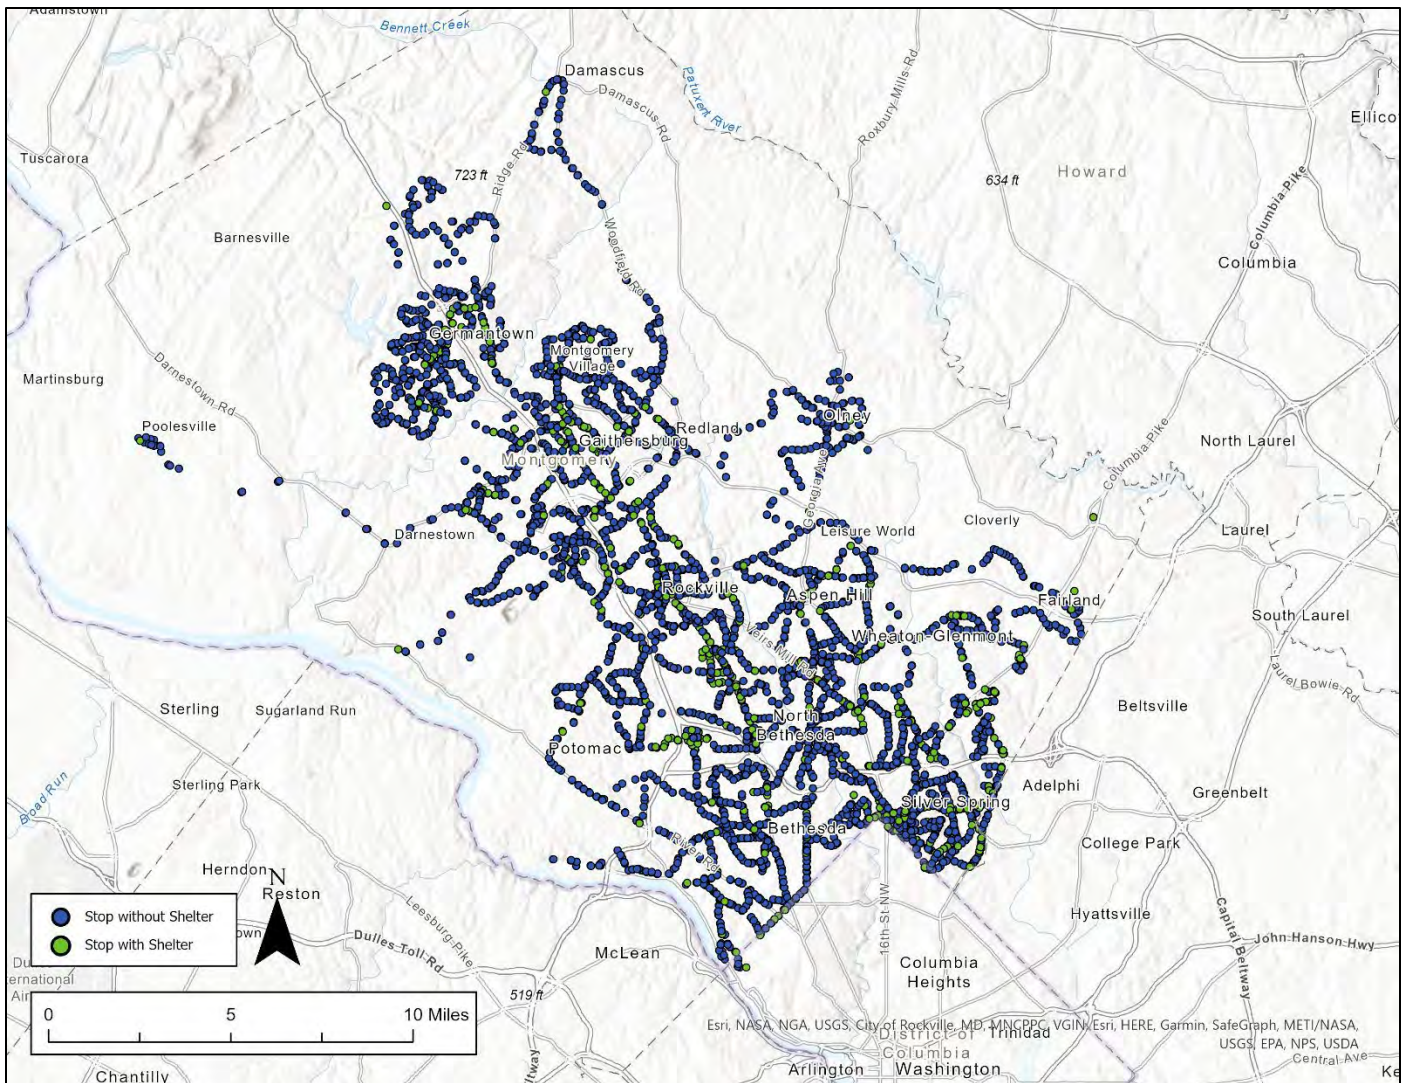 Adamstown
Bennett Creek
Damascus
Damascus Rd
Patuxent River
Roxbury Mills Rd
Ellico
Tuscarora
723 ft
Ridge Rd
634 ft
Howard
Columbia Pike
Barnesville
Woodfield Rd
Columbia
Germantown
Montgomery
Village
Martinsburg
Darnestown Rd
Poolesville
Olney
Redland
Gaithersburg
Montgomery
Georgia Ave
Columbia Pike
North Laurel
Darnestown
Leisure World
Cloverly
Laurel
Rockville
Aspen Hill
Fairland
South Laurel
Veirs Mill Rd
Wheaton-Glenmont
Laurel Bowie Rd
Sterling
Sugarland Run
North
Bethesda
Beltsville
Potomac
Broad Run
Sterling Park
Adelphi
Greenbelt
Silver Spring
Bethesda
River Rd
College Park
Herndon
N
Reston
Leesburg Pike
16th St NW
Hyattsville
Capital Beltway
Stop without Shelter
Stop with Shelter
own
Dulles Toll Rd
McLean
John Hanson Hwy
Columbia
Heights
Du
ernational
Air
519 ft
0 5 10 Miles
Esri, NASA, NGA, USGS, City of Rockville, MD, MNCPPC, VGIN, Esri, HERE, Garmin, SafeGraph, METI/NASA,
USGS, EPA, NPS, USDA
District of
Columbia
Trinidad
Central Ave
Chantilly
ltway
Arlington
Washington
Ke